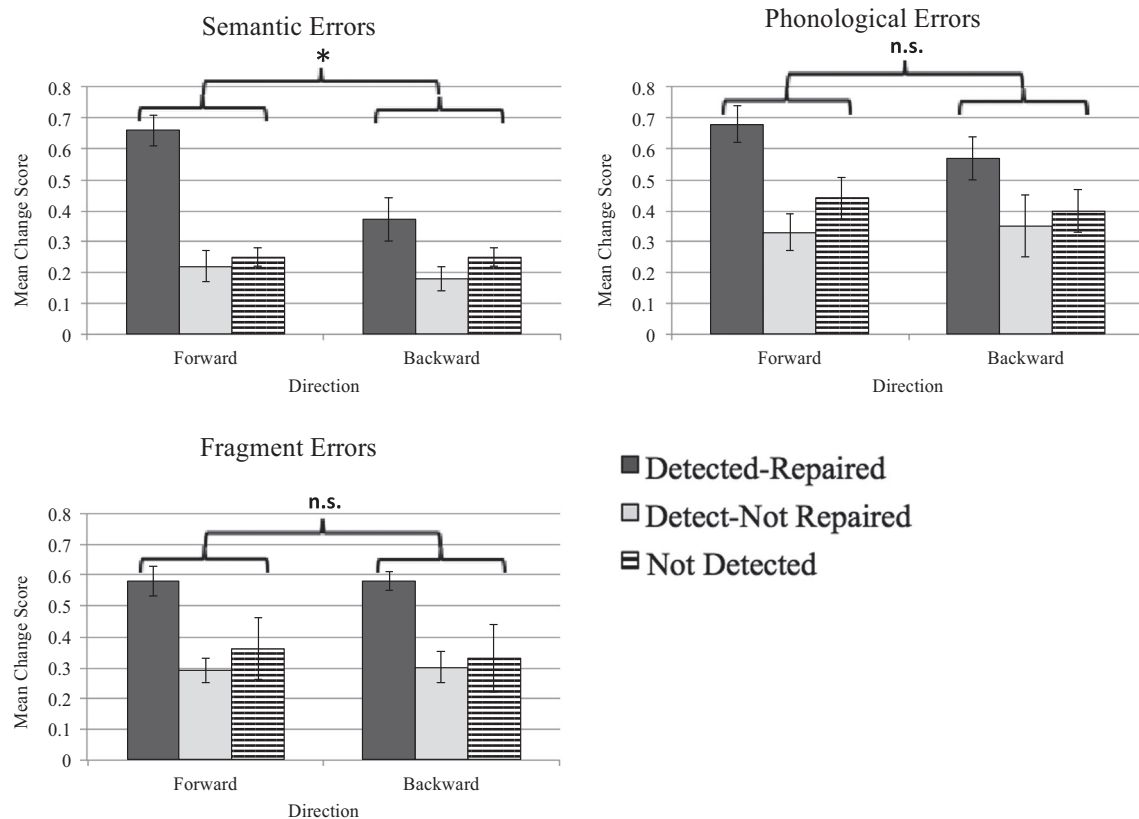 Semantic Errors
*
Mean Change Score
0.8
0.7
0.6
0.5
0.4
0.3
0.2
0.1
0
Forward
Backward
Direction
Phonological Errors
n.s.
Mean Change Score
0.8
0.7
0.6
0.5
0.4
0.3
0.2
0.1
0
Forward
Backward
Direction
Fragment Errors
n.s.
Mean Change Score
0.8
0.7
0.6
0.5
0.4
0.3
0.2
0.1
0
Forward
Backward
Direction
Detected-Repaired
Detect-Not Repaired
Not Detected